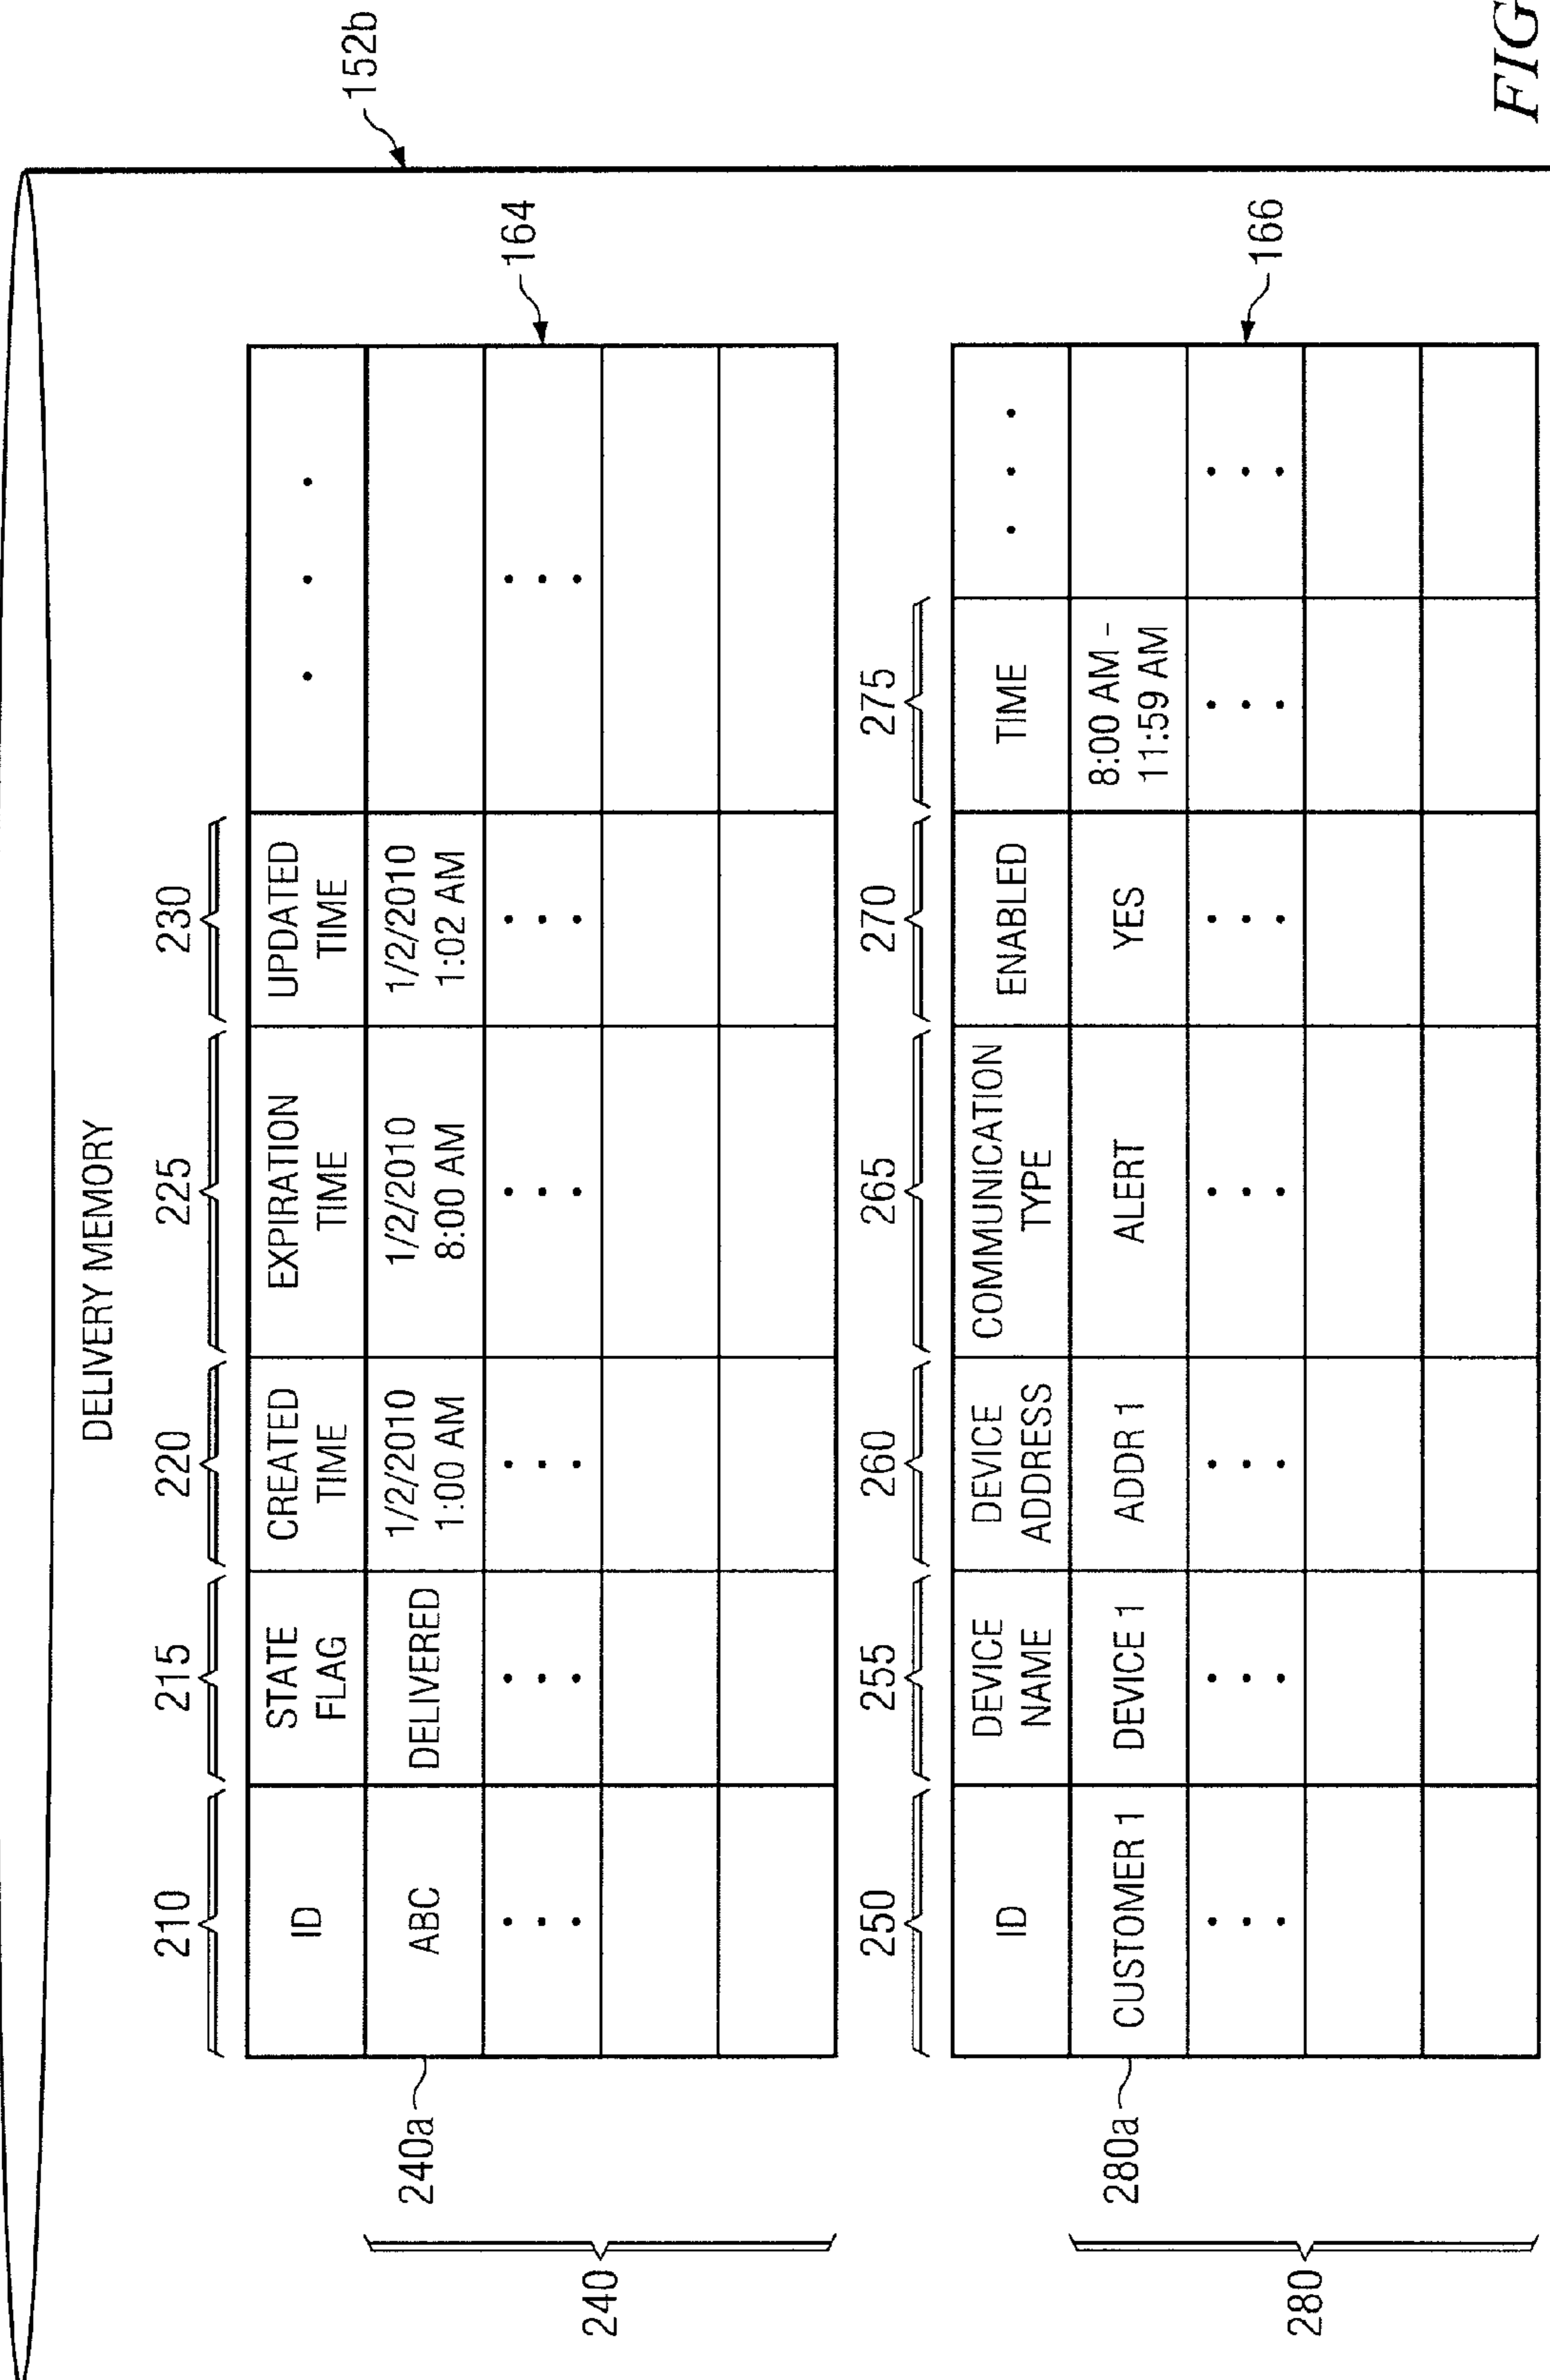 DELIVERY MEMORY
152b
210 215 220 225 230
ID STATE FLAG CREATED TIME EXPIRATION TIME UPDATED TIME . . .
240a ABC DELIVERED 1/2/2010 1:00 AM 1/2/2010 8:00 AM 1/2/2010 1:02 AM
164
240
250 255 260 265 270 275
ID DEVICE NAME DEVICE ADDRESS COMMUNICATION TYPE ENABLED TIME . . .
280a CUSTOMER 1 DEVICE 1 ADDR 1 ALERT YES 8:00 AM - 11:59 AM
166
280
FIG